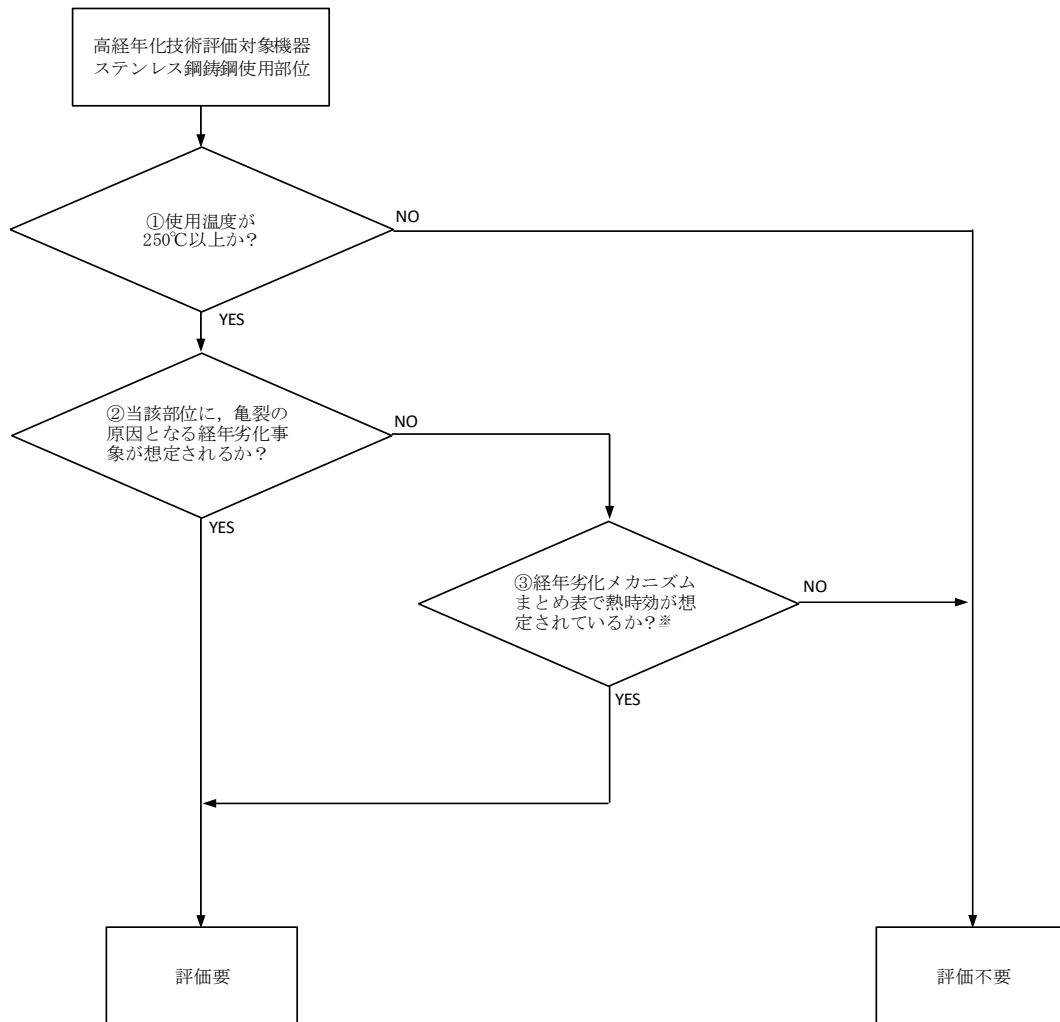 高経年化技術評価対象機器
ステンレス鋼鋳鋼使用部位
①使用温度が
250℃以上か？
NO
YES
②当該部位に，亀裂の
原因となる経年劣化事
象が想定されるか？
NO
YES
③経年劣化メカニズム
まとめ表で熱時効が想
定されているか？※
NO
YES
評価要
評価不要